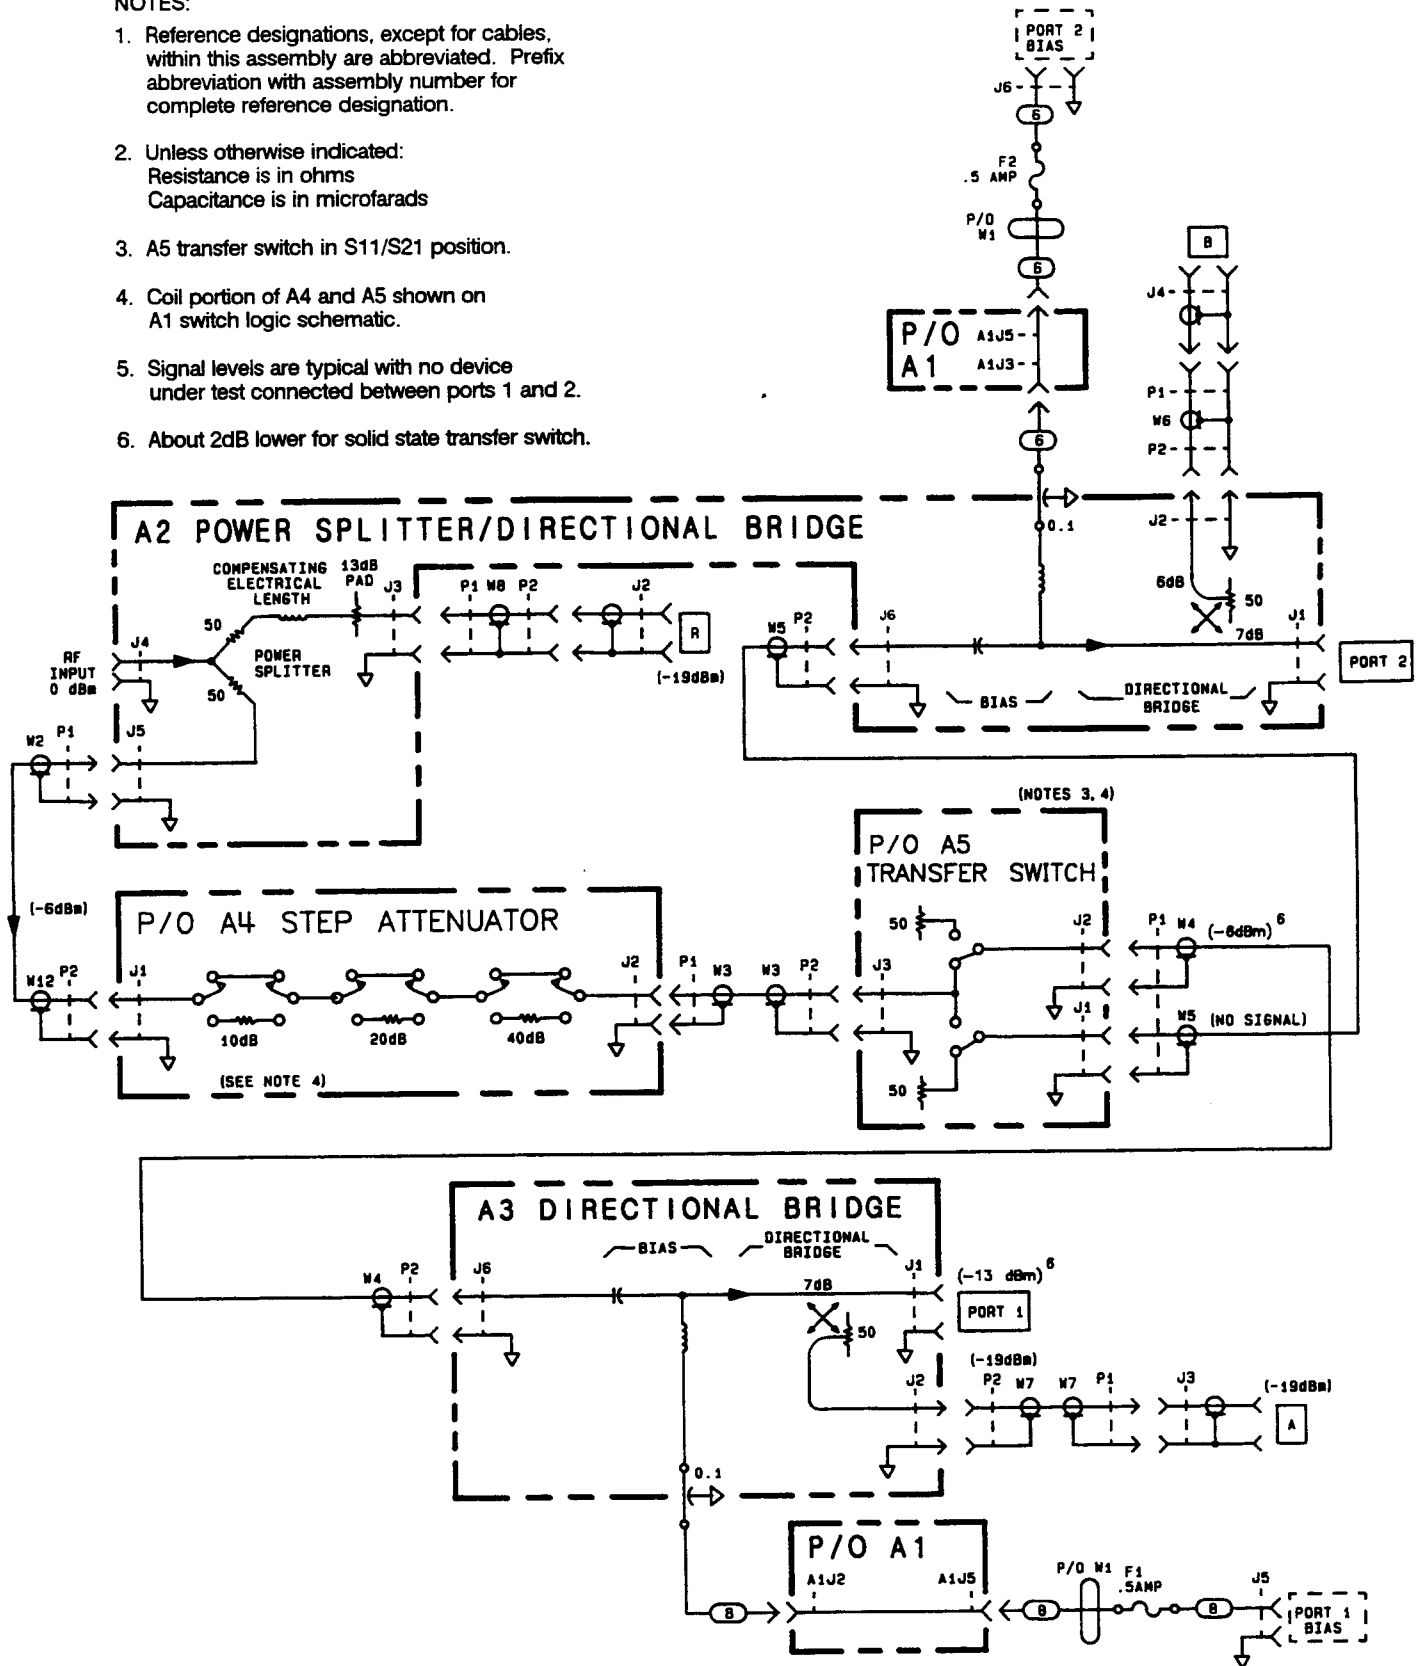 NOTES:
1. Reference designations, except for cables,
within this assembly are abbreviated. Prefix
abbreviation with assembly number for
complete reference designation.
2. Unless otherwise indicated:
Resistance is in ohms
Capacitance is in microfarads
3. A5 transfer switch in S11/S21 position.
4. Coil portion of A4 and A5 shown on
A1 switch logic schematic.
5. Signal levels are typical with no device
under test connected between ports 1 and 2.
6. About 2dB lower for solid state transfer switch.
PORT 2
BIAS
J6
6
F2
.5 AMP
P/O
W1
6
P/O
A1
A1J5
A1J3
6
B
J4
P1
W6
P2
A2 POWER SPLITTER/DIRECTIONAL BRIDGE
0.1
J2
6dB
50
7dB
J1
PORT 2
COMPENSATING
ELECTRICAL
LENGTH
13dB
PAD
J3
P1 W8 P2
J2
R
(-19dBm)
50
J4
RF
INPUT
0 dBm
POWER
SPLITTER
50
W5 P2
J6
BIAS
DIRECTIONAL
BRIDGE
W2 P1
J5
(NOTES 3,4)
P/O A5
TRANSFER SWITCH
50
J2
P1 W4
(-6dBm) 6
J3
J1
W5
(NO SIGNAL)
50
(-6dBm)
P/O A4 STEP ATTENUATOR
W12 P2
J1
10dB
20dB
40dB
J2
P1 W3
W3 P2
(SEE NOTE 4)
A3 DIRECTIONAL BRIDGE
BIAS
DIRECTIONAL
BRIDGE
W4 P2
J6
7dB
J1
(-13 dBm) 6
PORT 1
50
(-19dBm)
J2
P2 W7
W7 P1
J3
(-19dBm)
A
0.1
P/O A1
A1J2
A1J5
8
P/O W1
F1
.5AMP
8
8
J5
PORT 1
BIAS